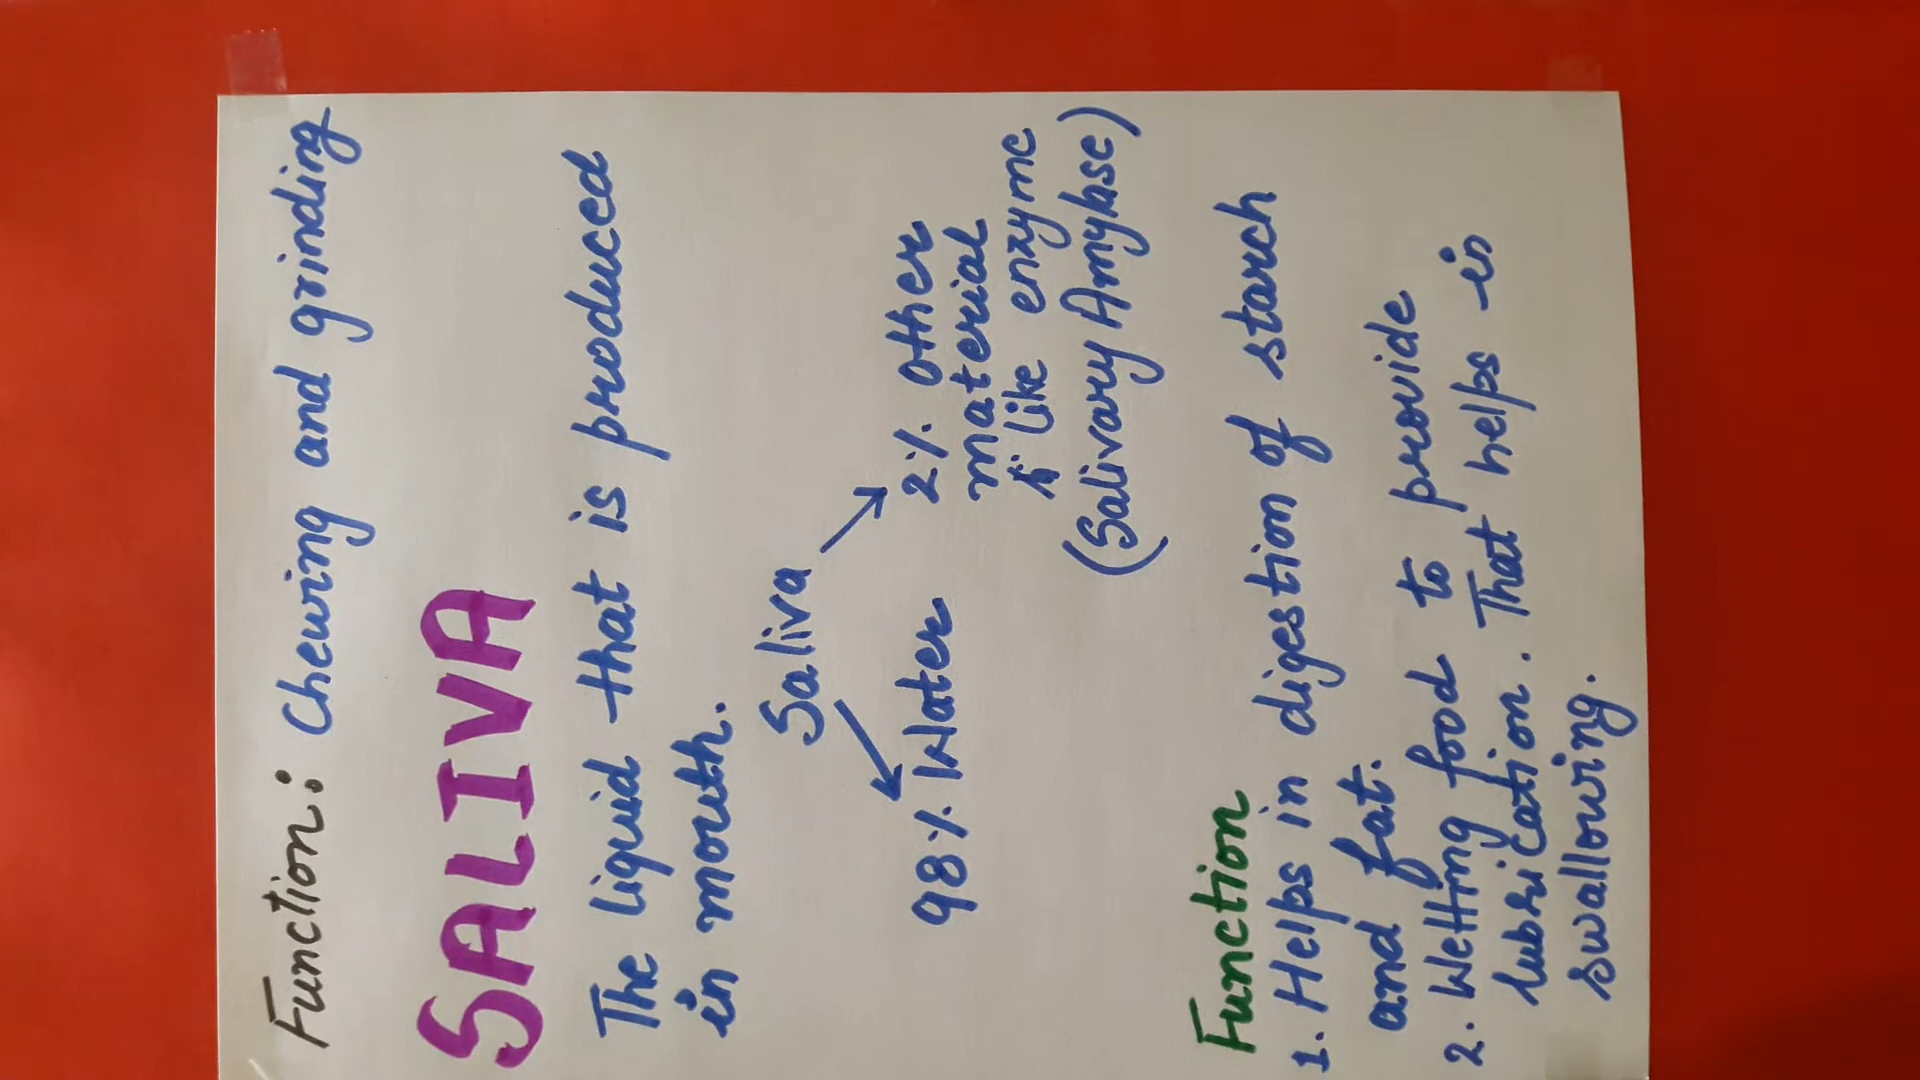 Function: Chewing and grinding
SALIVA
The liquid that is produced
in mouth.
Saliva
98% Water
2% other
material
like enzyme
(Salivary Amylase)
Function
1. Helps in digestion of starch
and fat.
2. Wetting food to provide
lubrication. That helps in
swallowing.